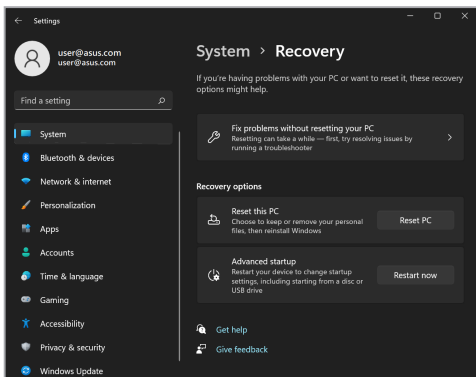 Settings
user@asus.com
user@asus.com
Find a setting
System
Bluetooth & devices
Network & internet
Personalization
Apps
Accounts
Time & language
Gaming
Accessibility
Privacy & security
Windows Update
System > Recovery
If you're having problems with your PC or want to reset it, these recovery
options might help.
Fix problems without resetting your PC
Resetting can take a while — first, try resolving issues by
running a troubleshooter
Recovery options
Reset this PC
Choose to keep or remove your personal
files, then reinstall Windows
Reset PC
Advanced startup
Restart your device to change startup
settings, including starting from a disc or
USB drive
Restart now
Get help
Give feedback